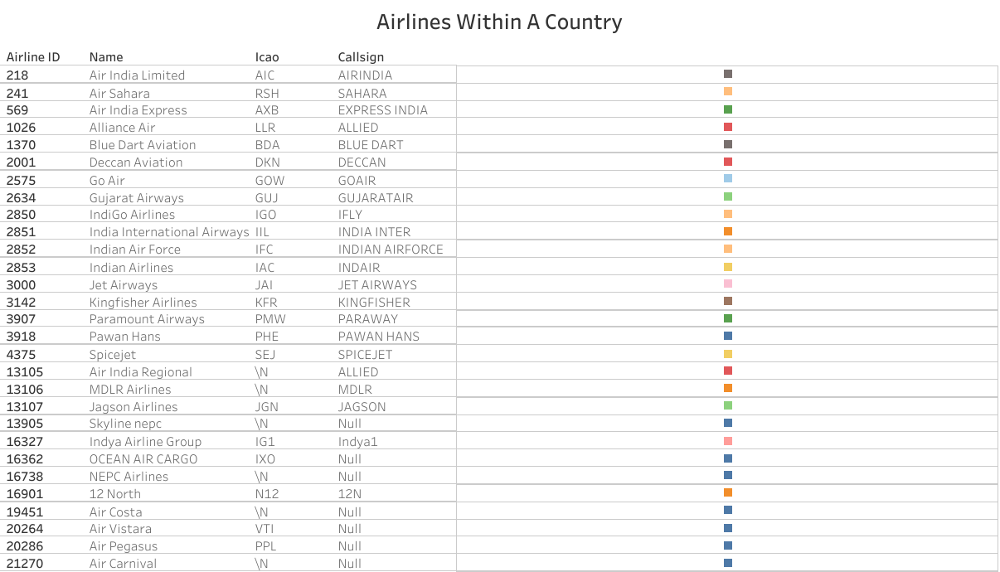 Airlines Within A Country
Airline ID Name Icao Callsign
218 Air India Limited AIC AIRINDIA
241 Air Sahara RSH SAHARA
569 Air India Express AXB EXPRESS INDIA
1026 Alliance Air LLR ALLIED
1370 Blue Dart Aviation BDA BLUE DART
2001 Deccan Aviation DKN DECCAN
2575 Go Air GOW GOAIR
2634 Gujarat Airways GUJ GUJARATAIR
2850 IndiGo Airlines IGO IFLY
2851 India International Airways IIL INDIA INTER
2852 Indian Air Force IFC INDIAN AIRFORCE
2853 Indian Airlines IAC INDAIR
3000 Jet Airways JAI JET AIRWAYS
3142 Kingfisher Airlines KFR KINGFISHER
3907 Paramount Airways PMW PARAWAY
3918 Pawan Hans PHE PAWAN HANS
4375 Spicejet SEJ SPICEJET
13105 Air India Regional \N ALLIED
13106 MDLR Airlines \N MDLR
13107 Jagson Airlines JGN JAGSON
13905 Skyline nepc \N Null
16327 Indya Airline Group IG1 Indya1
16362 OCEAN AIR CARGO IXO Null
16738 NEPC Airlines \N Null
16901 12 North N12 12N
19451 Air Costa \N Null
20264 Air Vistara VTI Null
20286 Air Pegasus PPL Null
21270 Air Carnival \N Null